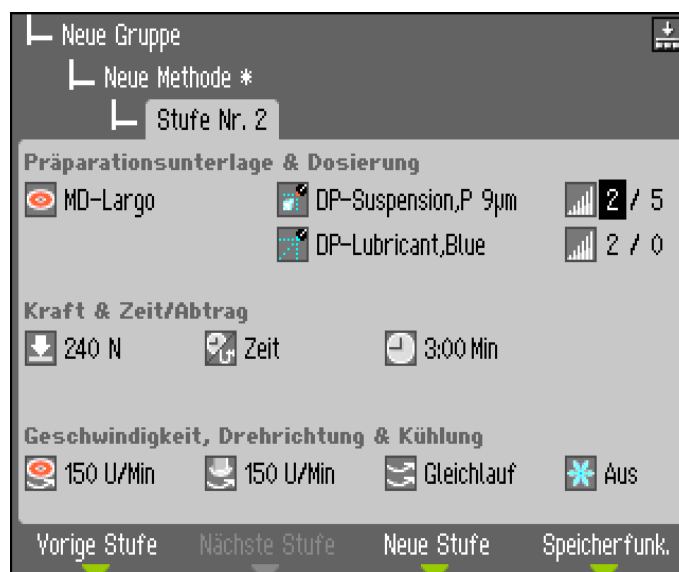 Neue Gruppe
Neue Methode *
Stufe Nr. 2
Präparationsunterlage & Dosierung
MD-Largo DP-Suspension,P 9µm 2 / 5
DP-Lubricant,Blue 2 / 0
Kraft & Zeit/Abtrag
240 N Zeit 3:00 Min
Geschwindigkeit, Drehrichtung & Kühlung
150 U/Min 150 U/Min Gleichlauf Aus
Vorige Stufe Nächste Stufe Neue Stufe Speicherfunk.